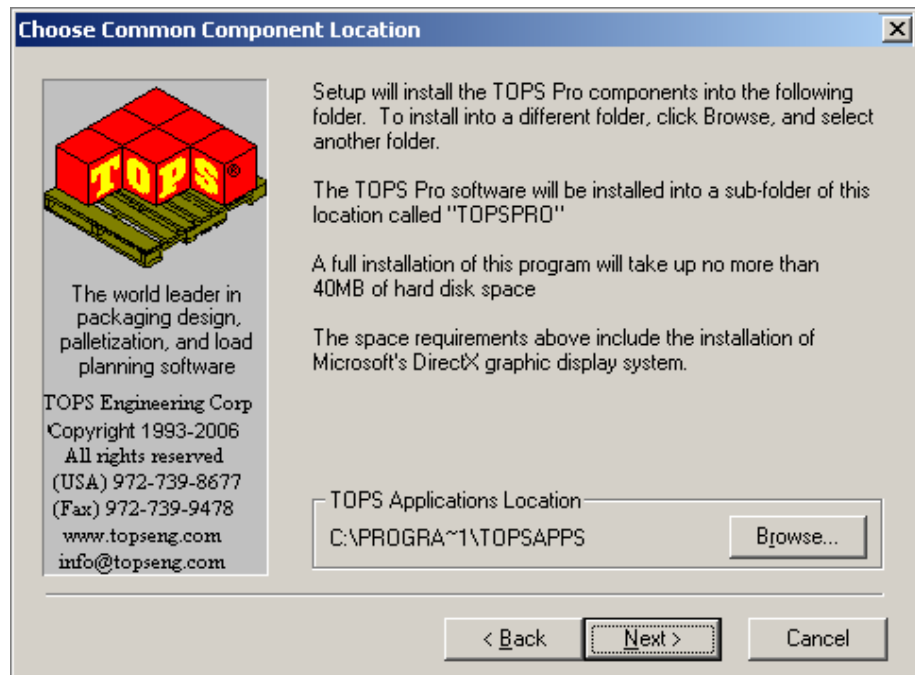 Choose Common Component Location
TOPS®
The world leader in
packaging design,
palletization, and load
planning software
TOPS Engineering Corp
Copyright 1993-2006
All rights reserved
(USA) 972-739-8677
(Fax) 972-739-9478
www.topseng.com
info@topseng.com
Setup will install the TOPS Pro components into the following
folder.  To install into a different folder, click Browse, and select
another folder.
The TOPS Pro software will be installed into a sub-folder of this
location called "TOPSPRO"
A full installation of this program will take up no more than
40MB of hard disk space
The space requirements above include the installation of
Microsoft's DirectX graphic display system.
TOPS Applications Location
C:\PROGRA~1\TOPSAPPS
Browse...
< Back
Next >
Cancel